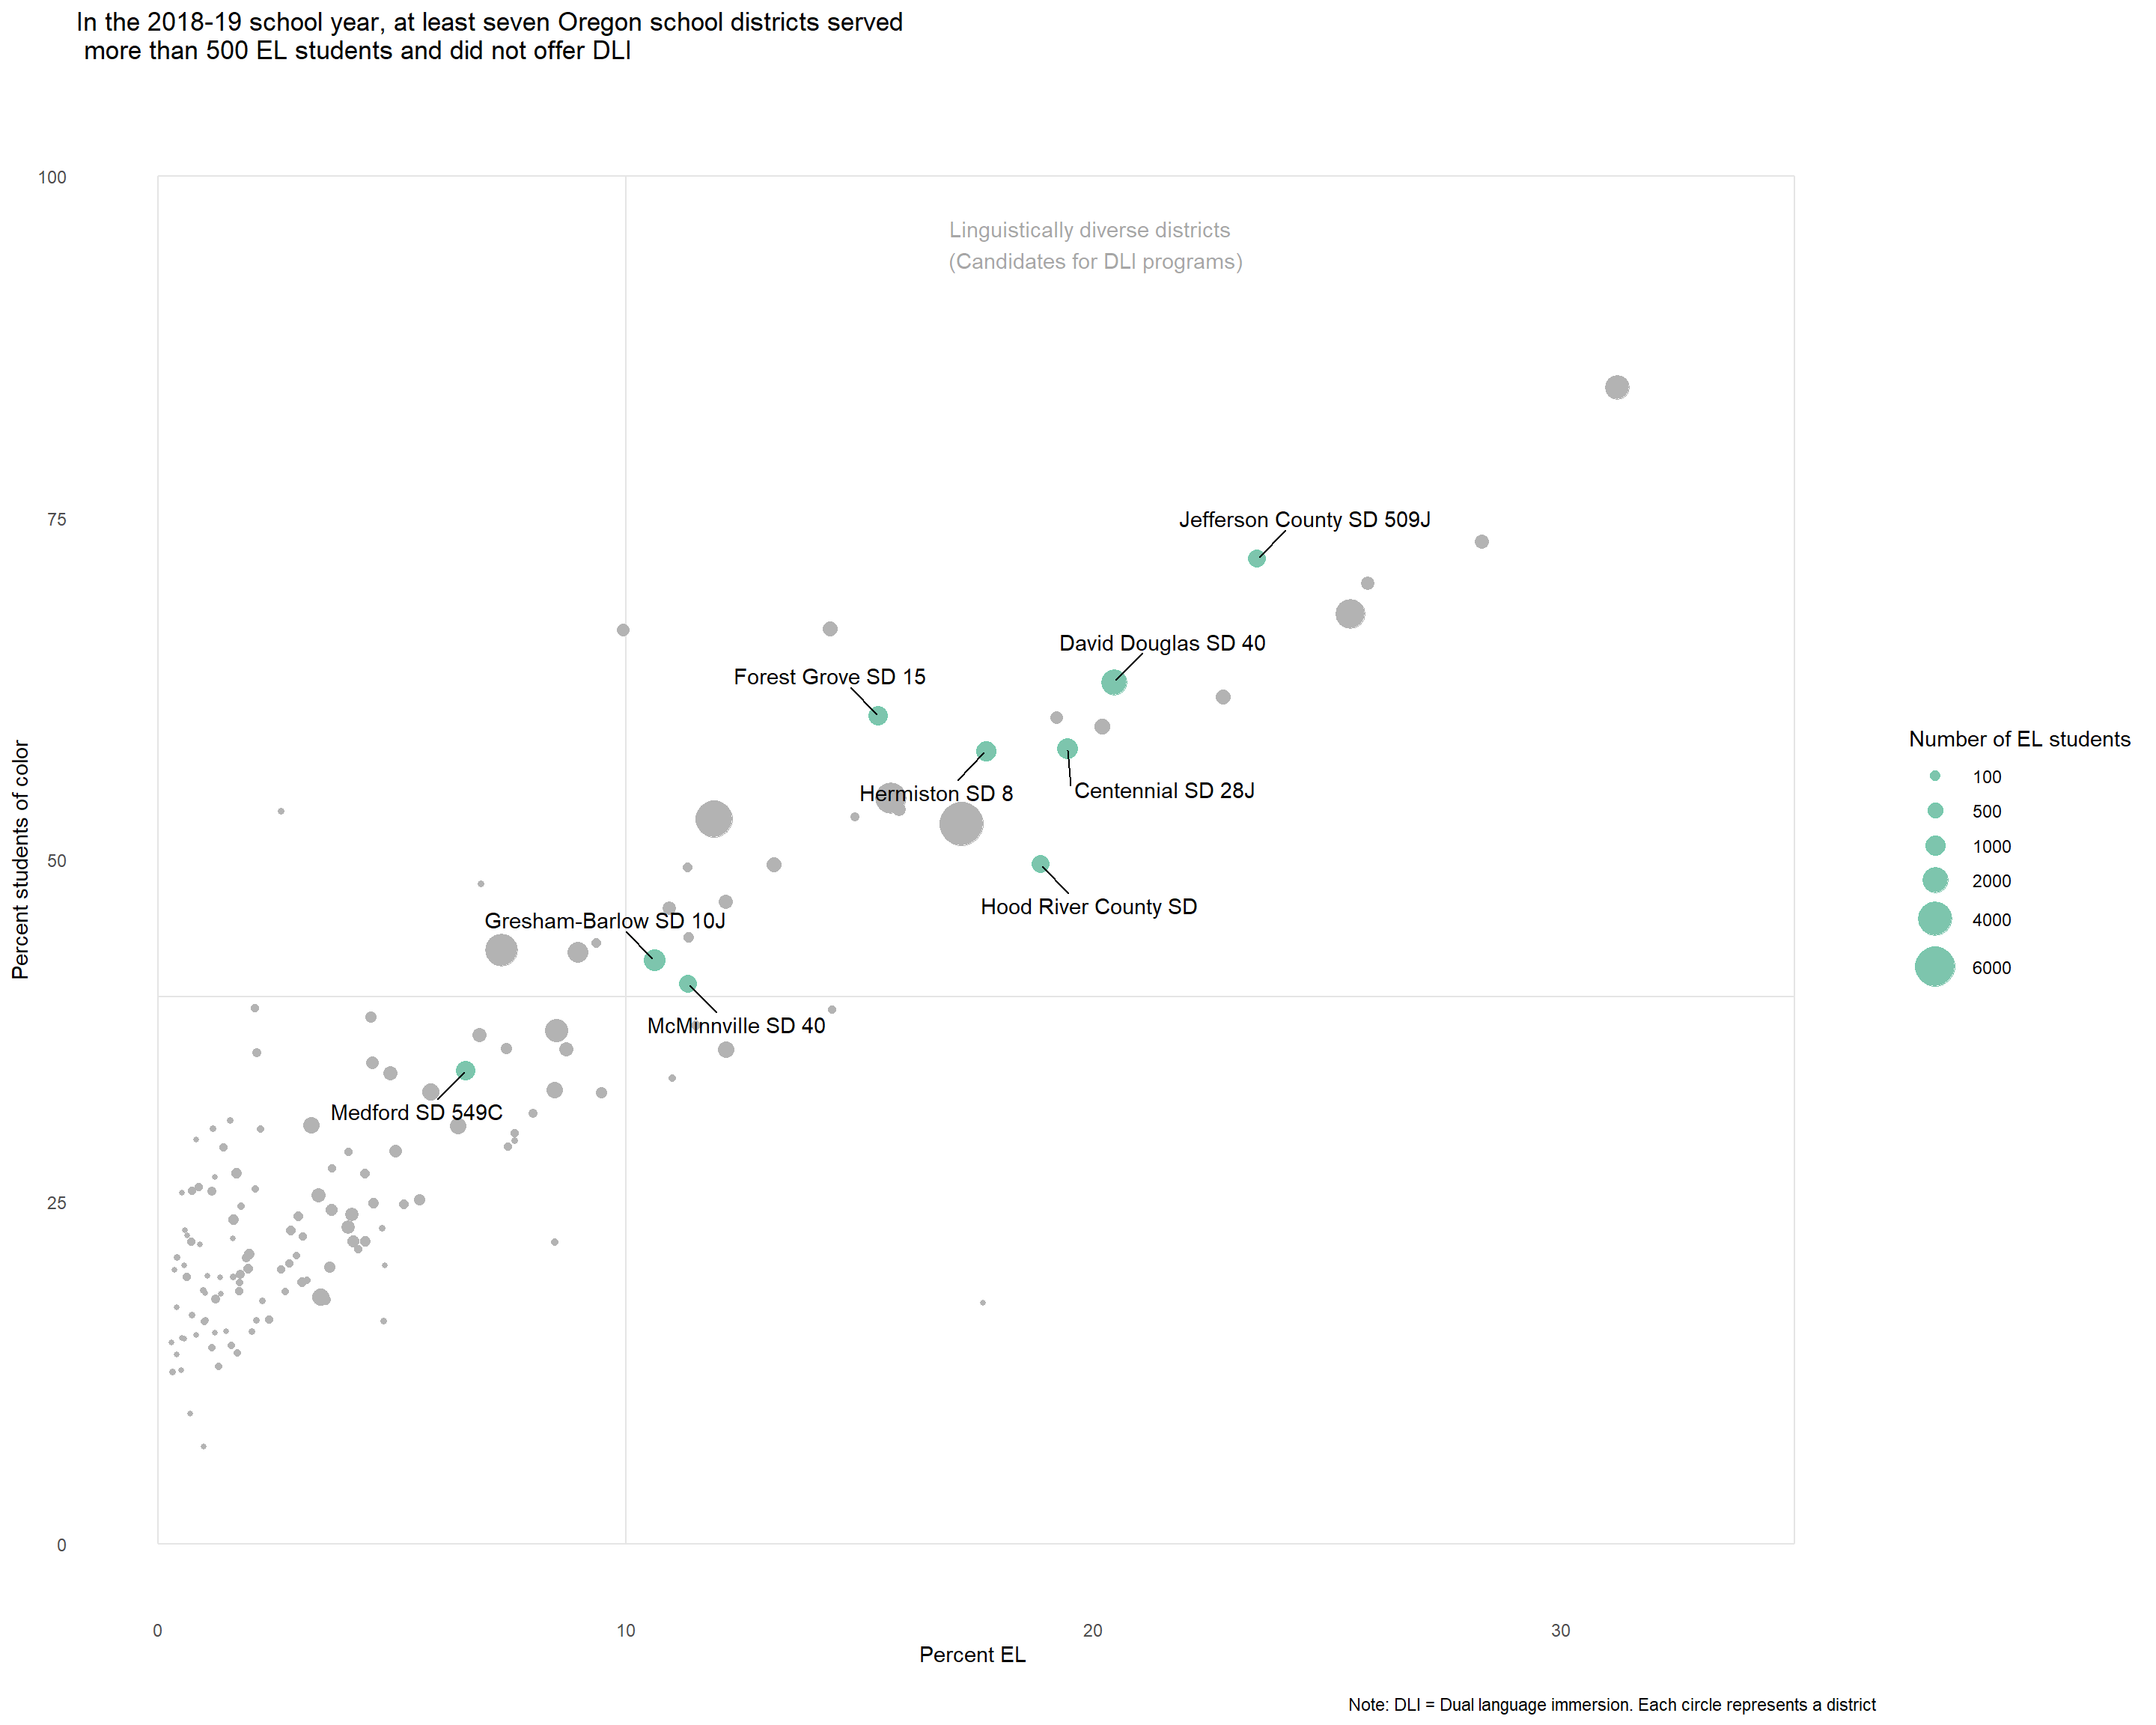 In the 2018-19 school year, at least seven Oregon school districts served
more than 500 EL students and did not offer DLI
100
Linguistically diverse districts
(Candidates for DLI programs)
75
Jefferson County SD 509J
David Douglas SD 40
Forest Grove SD 15
Hermiston SD 8
Centennial SD 28J
50
Hood River County SD
Gresham-Barlow SD 10J
McMinnville SD 40
Medford SD 549C
25
0
Percent students of color
0
10
20
30
Percent EL
Number of EL students
100
500
1000
2000
4000
6000
Note: DLI = Dual language immersion. Each circle represents a district